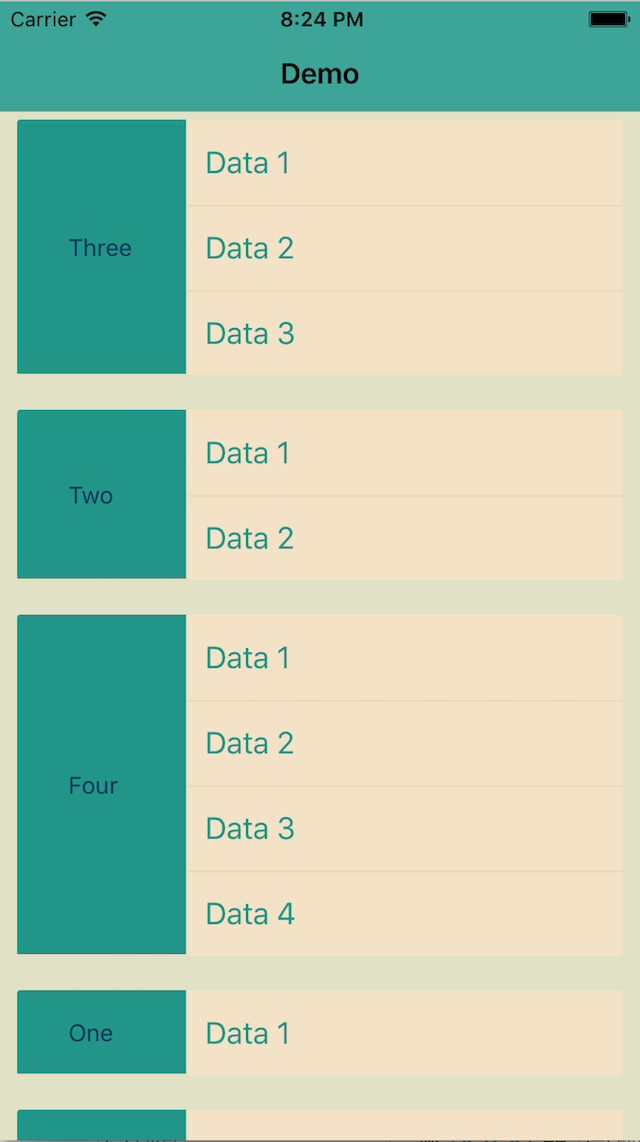 Carrier 8:24 PM
Demo
Three
Data 1
Data 2
Data 3
Two
Data 1
Data 2
Four
Data 1
Data 2
Data 3
Data 4
One
Data 1